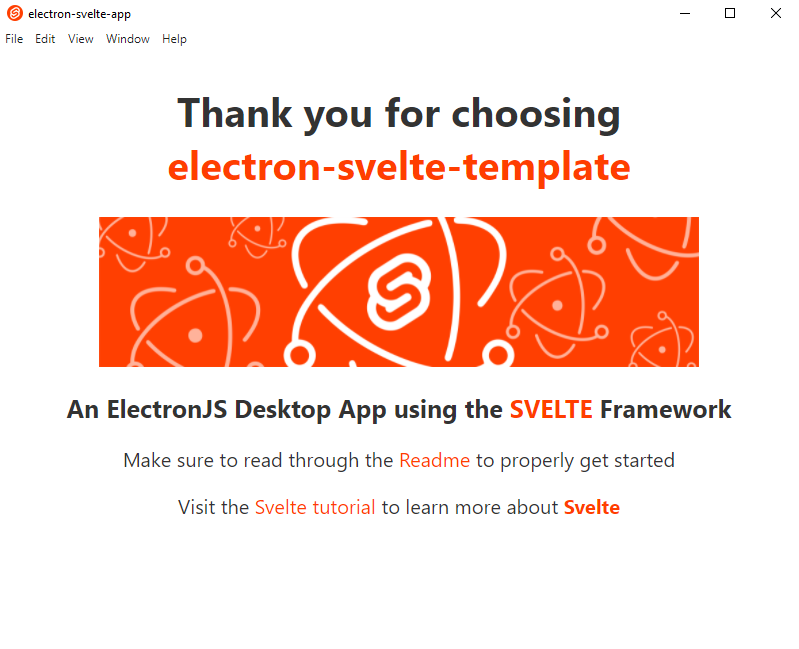 electron-svelte-app
File Edit View Window Help
Thank you for choosing
electron-svelte-template
An ElectronJS Desktop App using the SVELTE Framework
Make sure to read through the Readme to properly get started
Visit the Svelte tutorial to learn more about Svelte